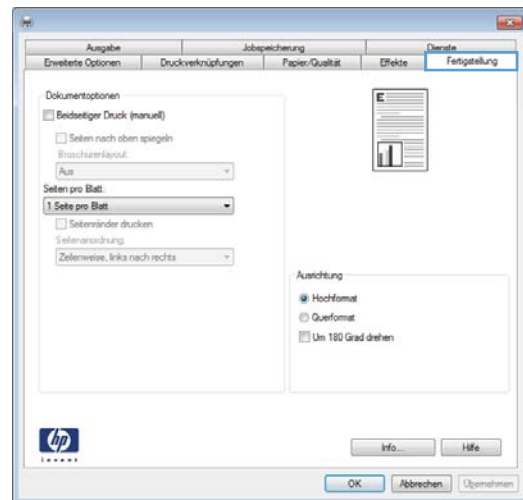 Ausgabe
Jobspeicherung
Dienste
Erweiterte Optionen
Druckverknüpfungen
Papier/Qualität
Effekte
Fertigstellung
Dokumentoptionen
Beidseitiger Druck (manuell)
Seiten nach oben spiegeln
Broschürenlayout:
Aus
Seiten pro Blatt:
1 Seite pro Blatt
Seitenränder drucken
Seitenanordnung:
Zeilenweise, links nach rechts
E
Ausrichtung
Hochformat
Querformat
Um 180 Grad drehen
hp
invent
Info...
Hilfe
OK
Abbrechen
Übernehmen